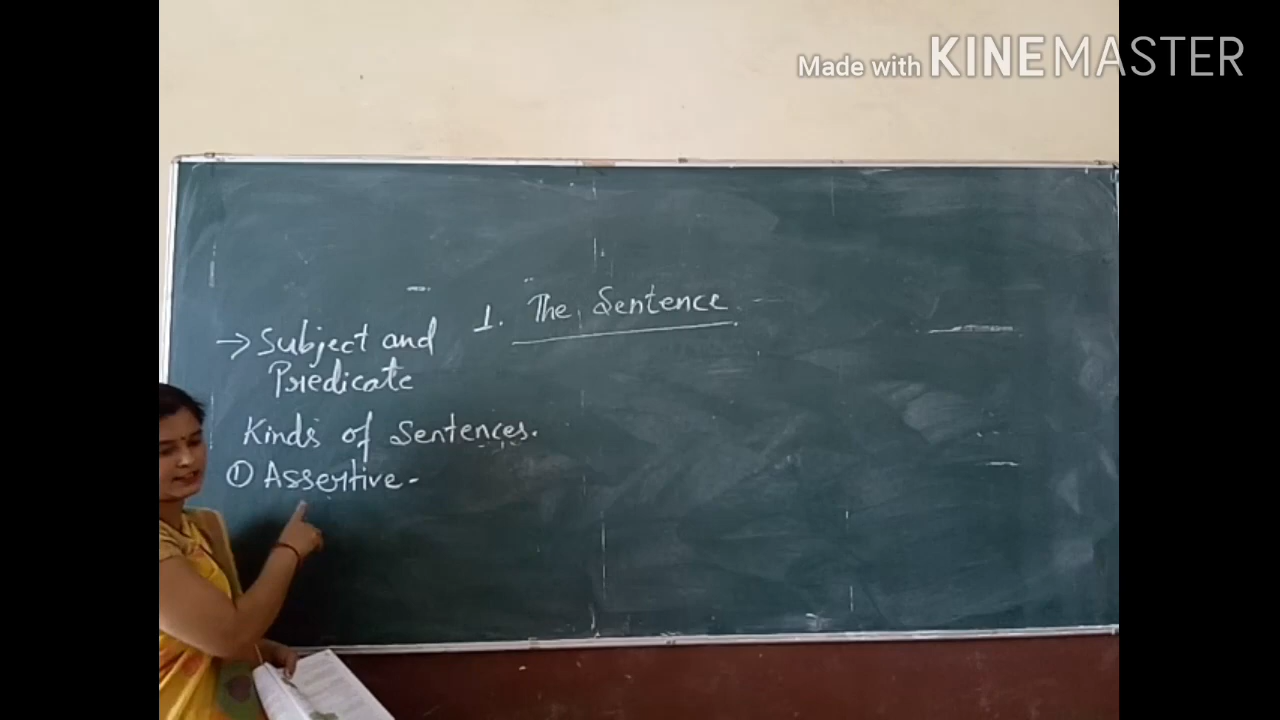 Made with KINEMASTER
1. The Sentence
→ Subject and
Predicate
Kinds of Sentences.
① Assertive -